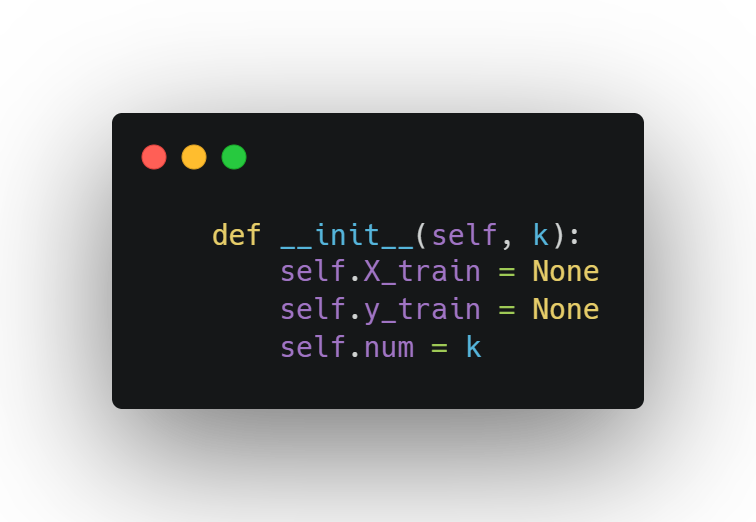 def __init__(self, k):
    self.X_train = None
    self.y_train = None
    self.num = k